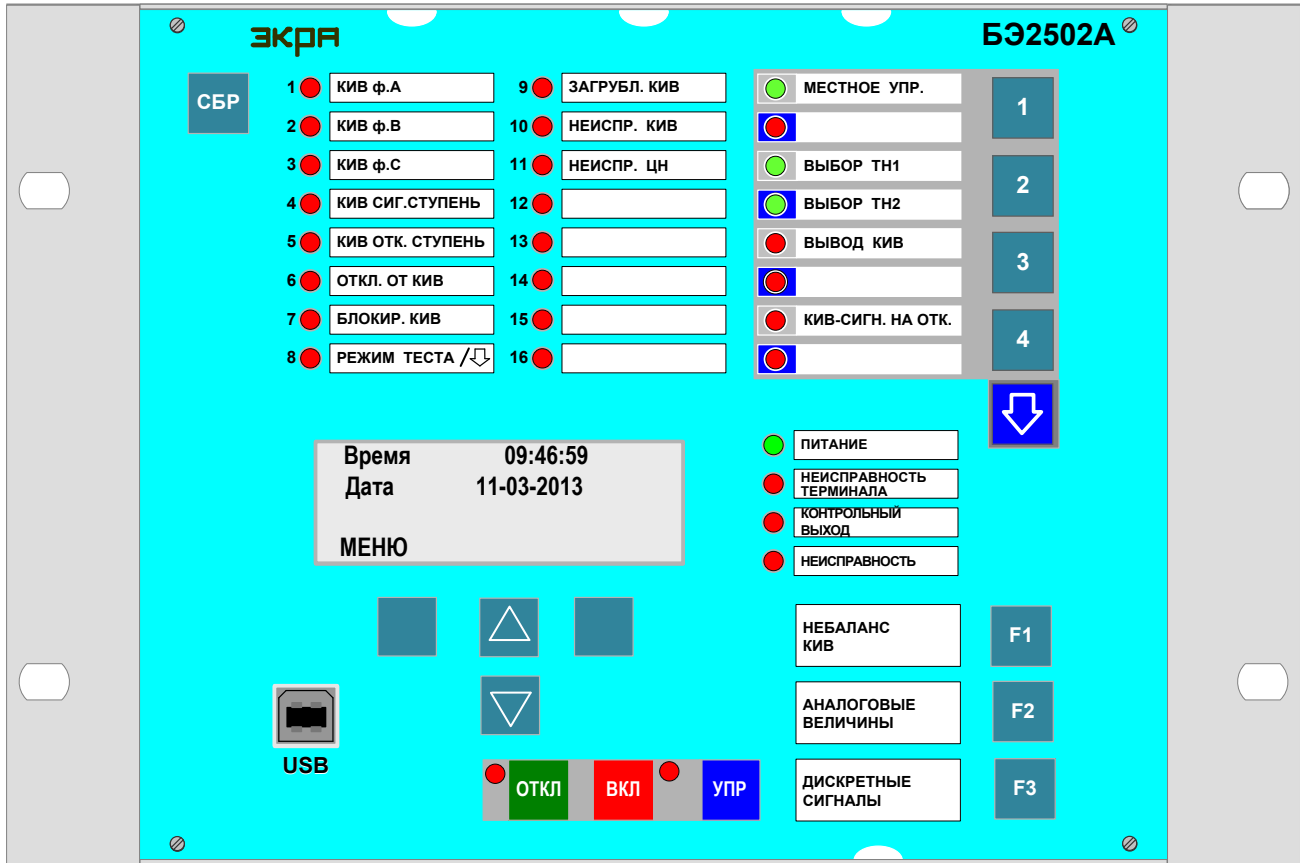 ЭКРА
БЭ2502А
СБР
1 КИВ ф.А
2 КИВ ф.В
3 КИВ ф.С
4 КИВ СИГ.СТУПЕНЬ
5 КИВ ОТК. СТУПЕНЬ
6 ОТКЛ. ОТ КИВ
7 БЛОКИР. КИВ
8 РЕЖИМ ТЕСТА /
9 ЗАГРУБЛ. КИВ
10 НЕИСПР. КИВ
11 НЕИСПР. ЦН
12
13
14
15
16
МЕСТНОЕ УПР.
ВЫБОР ТН1
ВЫБОР ТН2
ВЫВОД КИВ
КИВ-СИГН. НА ОТК.
1
2
3
4
Время 09:46:59
Дата 11-03-2013
МЕНЮ
ПИТАНИЕ
НЕИСПРАВНОСТЬ
ТЕРМИНАЛА
КОНТРОЛЬНЫЙ
ВЫХОД
НЕИСПРАВНОСТЬ
НЕБАЛАНС
КИВ
F1
АНАЛОГОВЫЕ
ВЕЛИЧИНЫ
F2
ДИСКРЕТНЫЕ
СИГНАЛЫ
F3
USB
ОТКЛ
ВКЛ
УПР